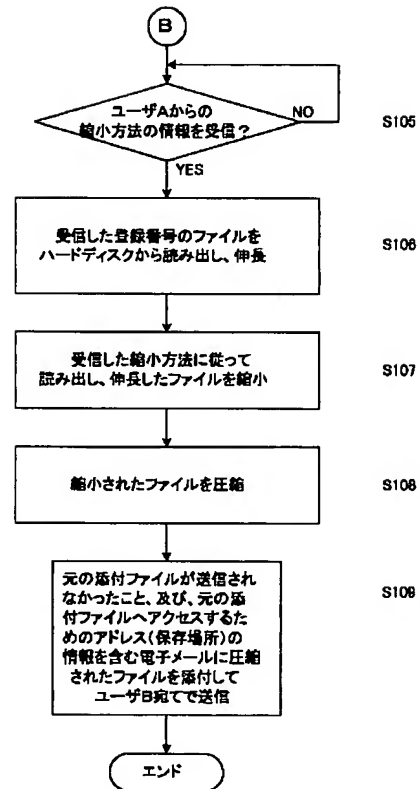 B
ユーザAからの
縮小方法の情報を受信?
NO
S105
YES
受信した登録番号のファイルを
ハードディスクから読み出し、伸長
S106
受信した縮小方法に従って
読み出し、伸長したファイルを縮小
S107
縮小されたファイルを圧縮
S108
元の添付ファイルが送信され
なかったこと、及び、元の添
付ファイルへアクセスするた
めのアドレス(保存場所)の
情報を含む電子メールに圧縮
されたファイルを添付して
ユーザB宛てで送信
S109
エンド